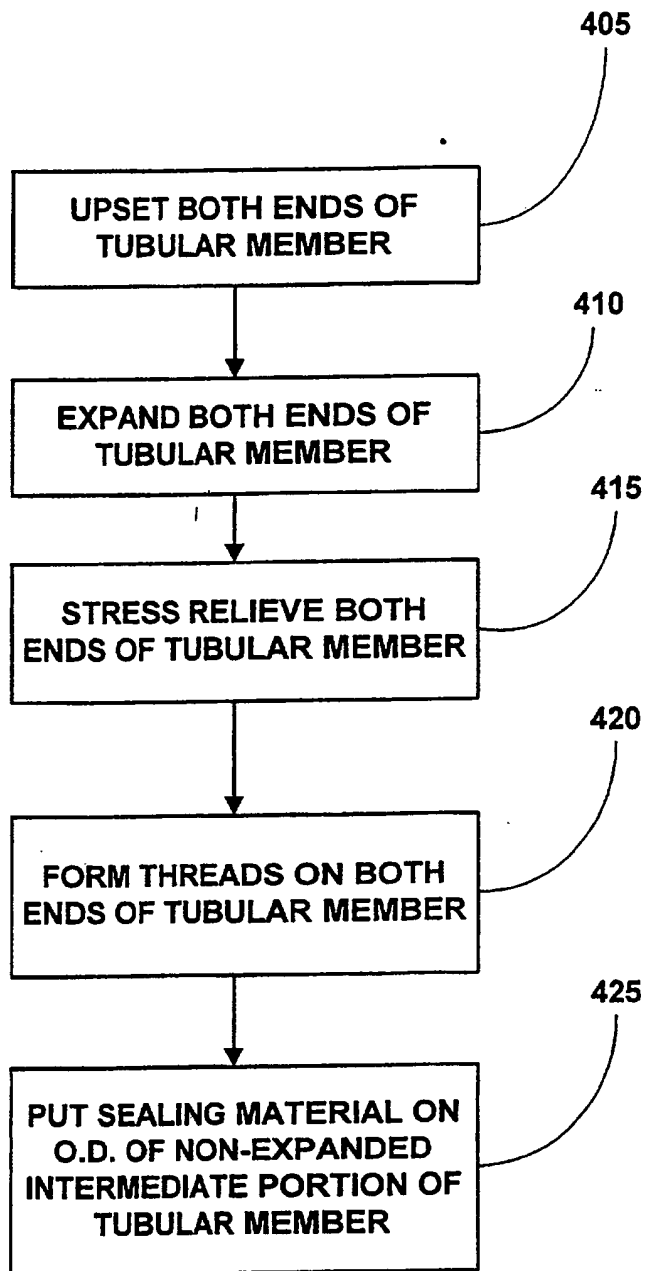 405
UPSET BOTH ENDS OF
TUBULAR MEMBER
410
EXPAND BOTH ENDS OF
TUBULAR MEMBER
415
STRESS RELIEVE BOTH
ENDS OF TUBULAR MEMBER
420
FORM THREADS ON BOTH
ENDS OF TUBULAR MEMBER
425
PUT SEALING MATERIAL ON
O.D. OF NON-EXPANDED
INTERMEDIATE PORTION OF
TUBULAR MEMBER